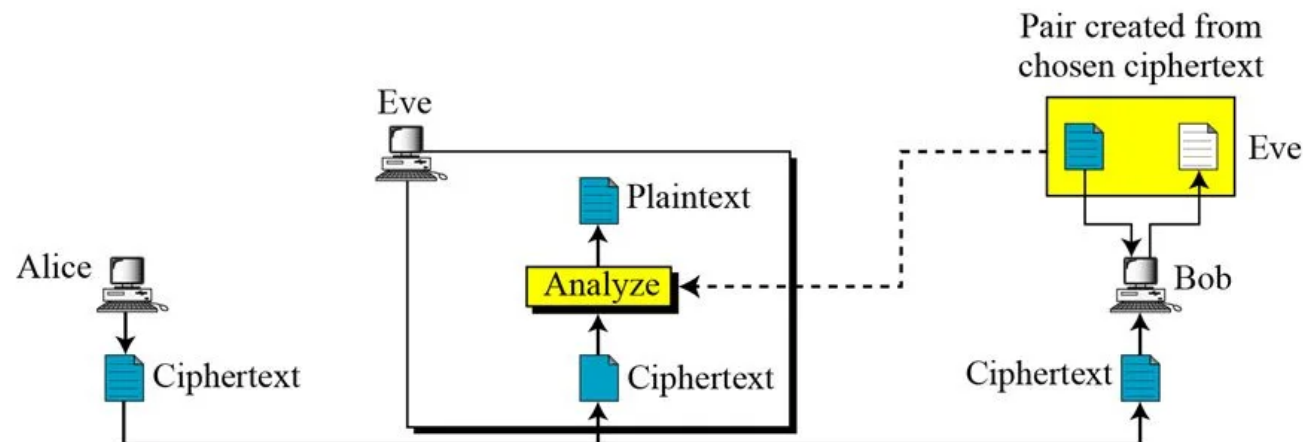 Pair created from
chosen ciphertext
Eve
Eve
Plaintext
Alice
Analyze
Bob
Ciphertext
Ciphertext
Ciphertext